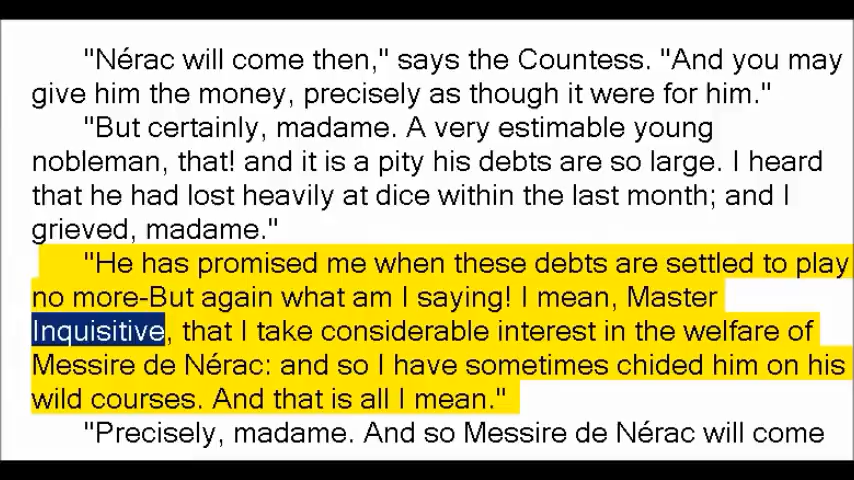 "Nérac will come then," says the Countess. "And you may
give him the money, precisely as though it were for him."
"But certainly, madame. A very estimable young
nobleman, that! and it is a pity his debts are so large. I heard
that he had lost heavily at dice within the last month; and I
grieved, madame."
"He has promised me when these debts are settled to play
no more-But again what am I saying! I mean, Master
Inquisitive, that I take considerable interest in the welfare of
Messire de Nérac: and so I have sometimes chided him on his
wild courses. And that is all I mean."
"Precisely, madame. And so Messire de Nérac will come